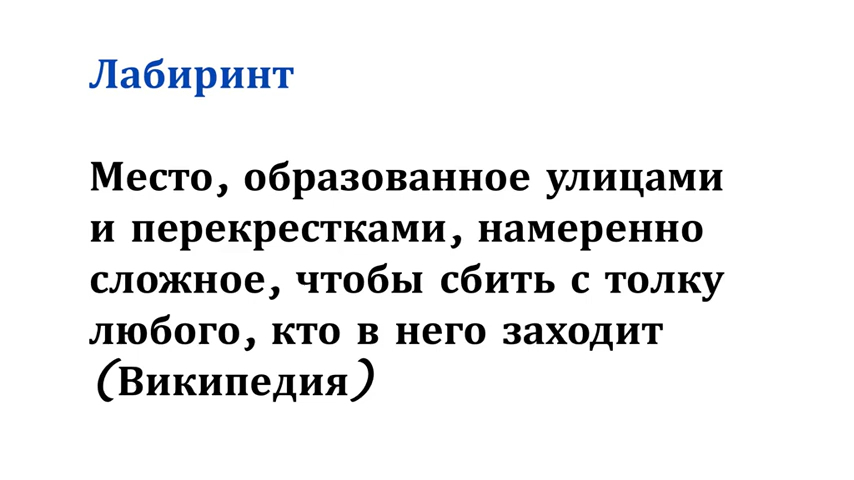 Лабиринт
Место, образованное улицами
и перекрестками, намеренно
сложное, чтобы сбить с толку
любого, кто в него заходит
(Википедия)